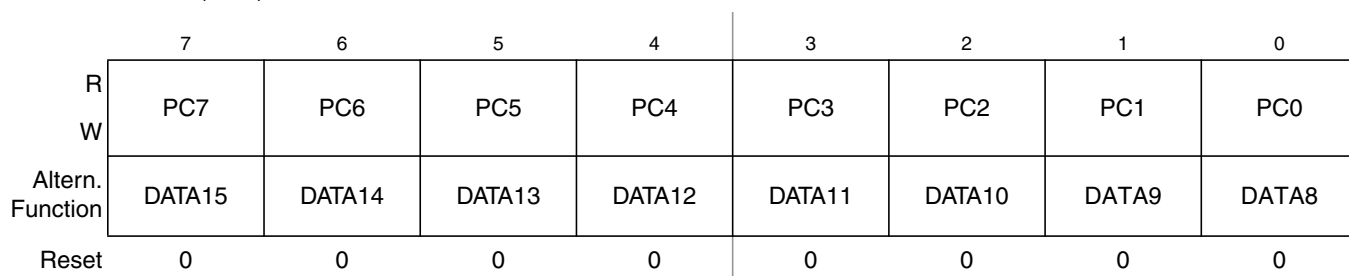 7 6 5 4 3 2 1 0
R
W
PC7 PC6 PC5 PC4 PC3 PC2 PC1 PC0
Altern.
Function
DATA15 DATA14 DATA13 DATA12 DATA11 DATA10 DATA9 DATA8
Reset 0 0 0 0 0 0 0 0